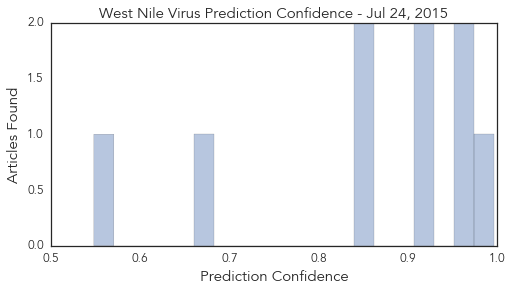 West Nile Virus Prediction Confidence - Jul 24, 2015
2.0
1.5
1.0
0.5
0.0
Articles Found
0.5 0.6 0.7 0.8 0.9 1.0
Prediction Confidence